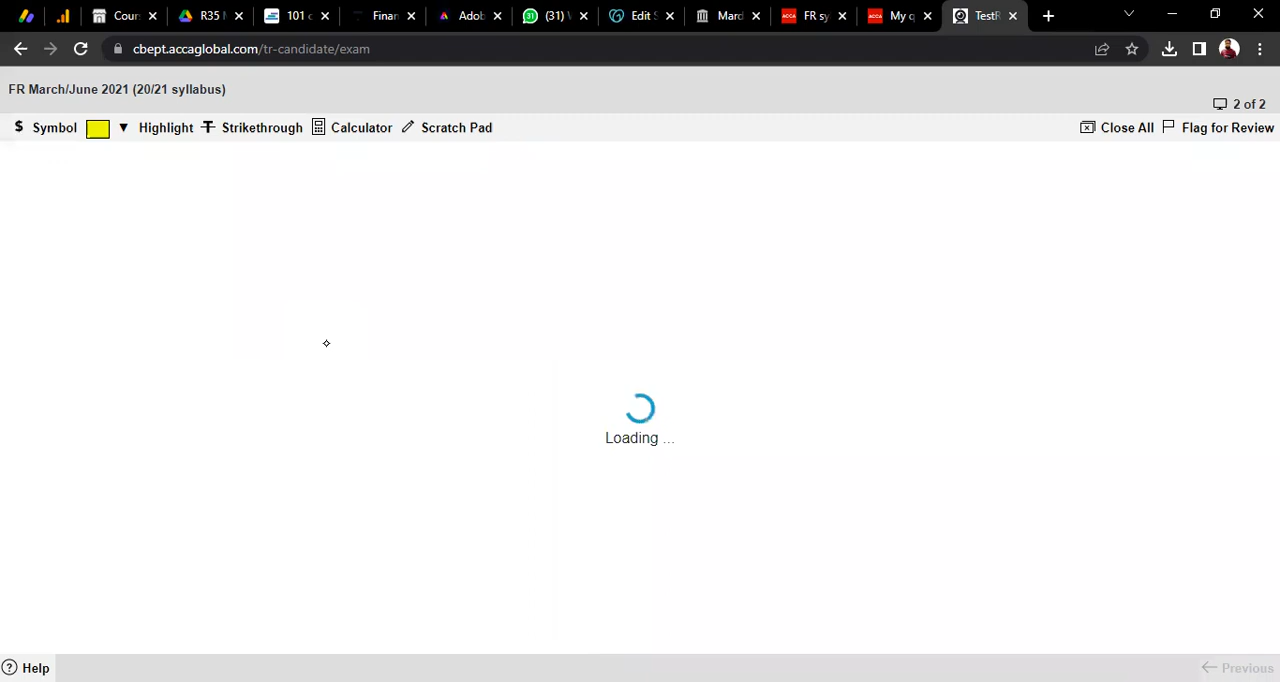 Cour
R35 M
101 c
Finan
Adob
(31) V
Edit S
Marc
ACCA FR sy
ACCA My q
TestR
cbept.accaglobal.com/tr-candidate/exam
FR March/June 2021 (20/21 syllabus)
2 of 2
$ Symbol Highlight Strikethrough Calculator Scratch Pad Close All Flag for Review
Loading ...
Help Previous